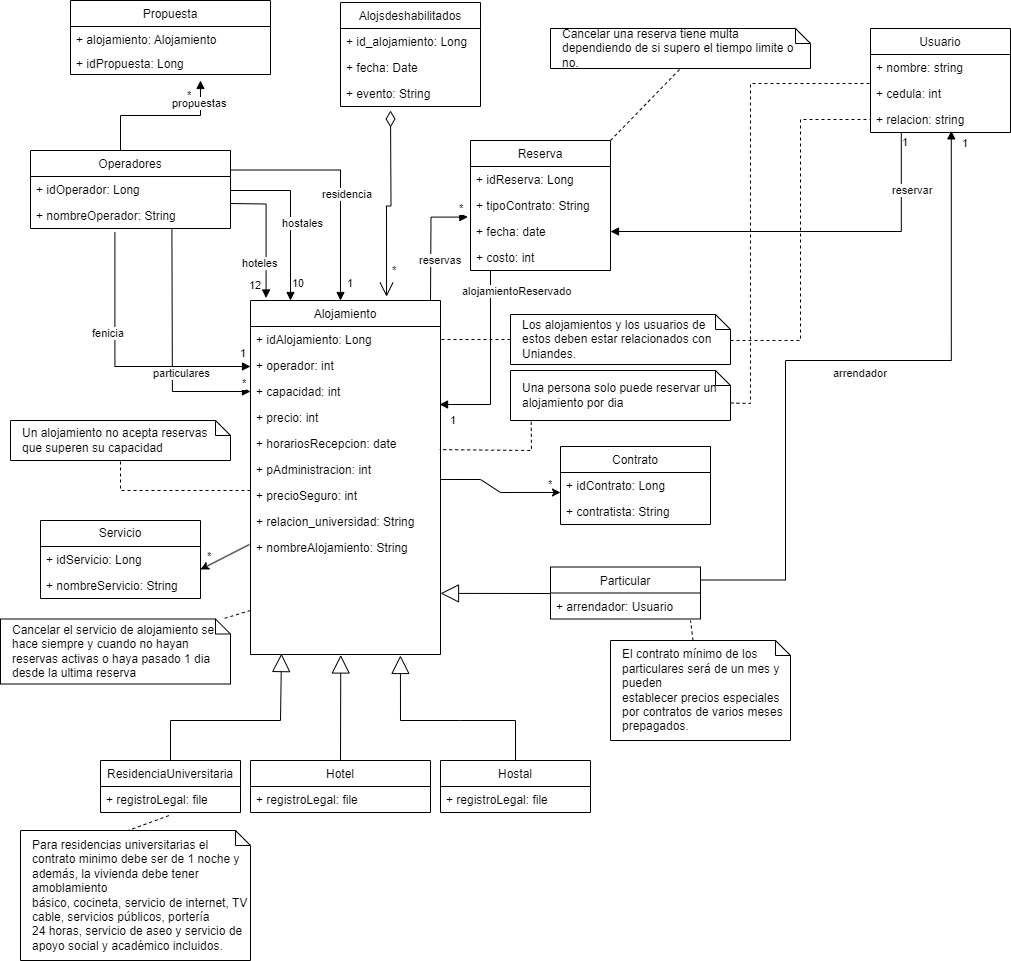 Propuesta
+ alojamiento: Alojamiento
+ idPropuesta: Long
Alojsdeshabilitados
+ id_alojamiento: Long
+ fecha: Date
+ evento: String
Cancelar una reserva tiene multa
dependiendo de si supero el tiempo limite o
no.
Usuario
+ nombre: string
+ cedula: int
+ relacion: string
*
propuestas
Operadores
+ idOperador: Long
+ nombreOperador: String
Reserva
+ idReserva: Long
+ tipoContrato: String
+ fecha: date
+ costo: int
1
1
reservar
residencia
hostales
hoteles
12
10
1
*
*
reservas
alojamientoReservado
fenicia
1
particulares
*
Alojamiento
+ idAlojamiento: Long
+ operador: int
+ capacidad: int
+ precio: int
+ horariosRecepcion: date
+ pAdministracion: int
+ precioSeguro: int
+ relacion_universidad: String
+ nombreAlojamiento: String
Los alojamientos y los usuarios de
estos deben estar relacionados con
Uniandes.
arrendador
Una persona solo puede reservar un
alojamiento por dia
1
Un alojamiento no acepta reservas
que superen su capacidad
Contrato
+ idContrato: Long
+ contratista: String
*
Servicio
+ idServicio: Long
+ nombreServicio: String
*
Particular
+ arrendador: Usuario
Cancelar el servicio de alojamiento se
hace siempre y cuando no hayan
reservas activas o haya pasado 1 dia
desde la ultima reserva
El contrato mínimo de los
particulares será de un mes y
pueden
establecer precios especiales
por contratos de varios meses
prepagados.
ResidenciaUniversitaria
+ registroLegal: file
Hotel
+ registroLegal: file
Hostal
+ registroLegal: file
Para residencias universitarias el
contrato minimo debe ser de 1 noche y
además, la vivienda debe tener
amoblamiento
básico, cocineta, servicio de internet, TV
cable, servicios públicos, portería
24 horas, servicio de aseo y servicio de
apoyo social y académico incluidos.